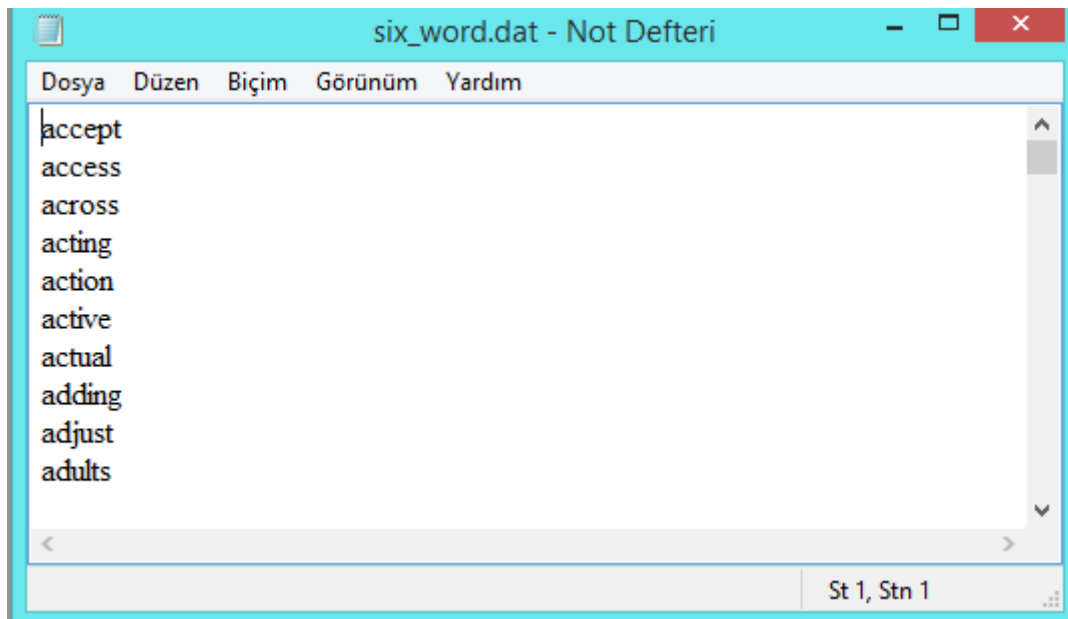 six_word.dat - Not Defteri
Dosya Düzen Biçim Görünüm Yardım
accept
access
across
acting
action
active
actual
adding
adjust
adults
St 1, Stn 1